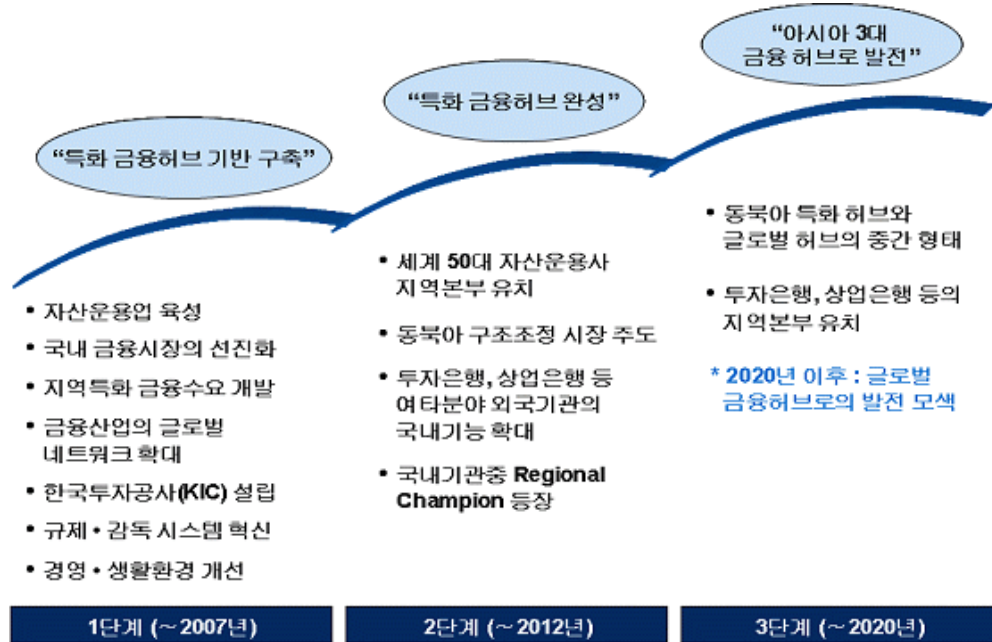 “특화 금융허브 기반 구축”
• 자산운용업 육성
• 국내 금융시장의 선진화
• 지역특화 금융수요 개발
• 금융산업의 글로벌
네트워크 확대
• 한국투자공사(KIC) 설립
• 규제 • 감독 시스템 혁신
• 경영 • 생활환경 개선
1단계 (~2007년)
“특화 금융허브 완성”
• 세계 50대 자산운용사
지역본부 유치
• 동북아 구조조정 시장 주도
• 투자은행, 상업은행 등
여타분야 외국기관의
국내기능 확대
• 국내기관중 Regional
Champion 등장
2단계 (~2012년)
“아시아 3대
금융 허브로 발전”
• 동북아 특화 허브와
글로벌 허브의 중간 형태
• 투자은행, 상업은행 등의
지역본부 유치
* 2020년 이후 : 글로벌
금융허브로의 발전 모색
3단계 (~2020년)